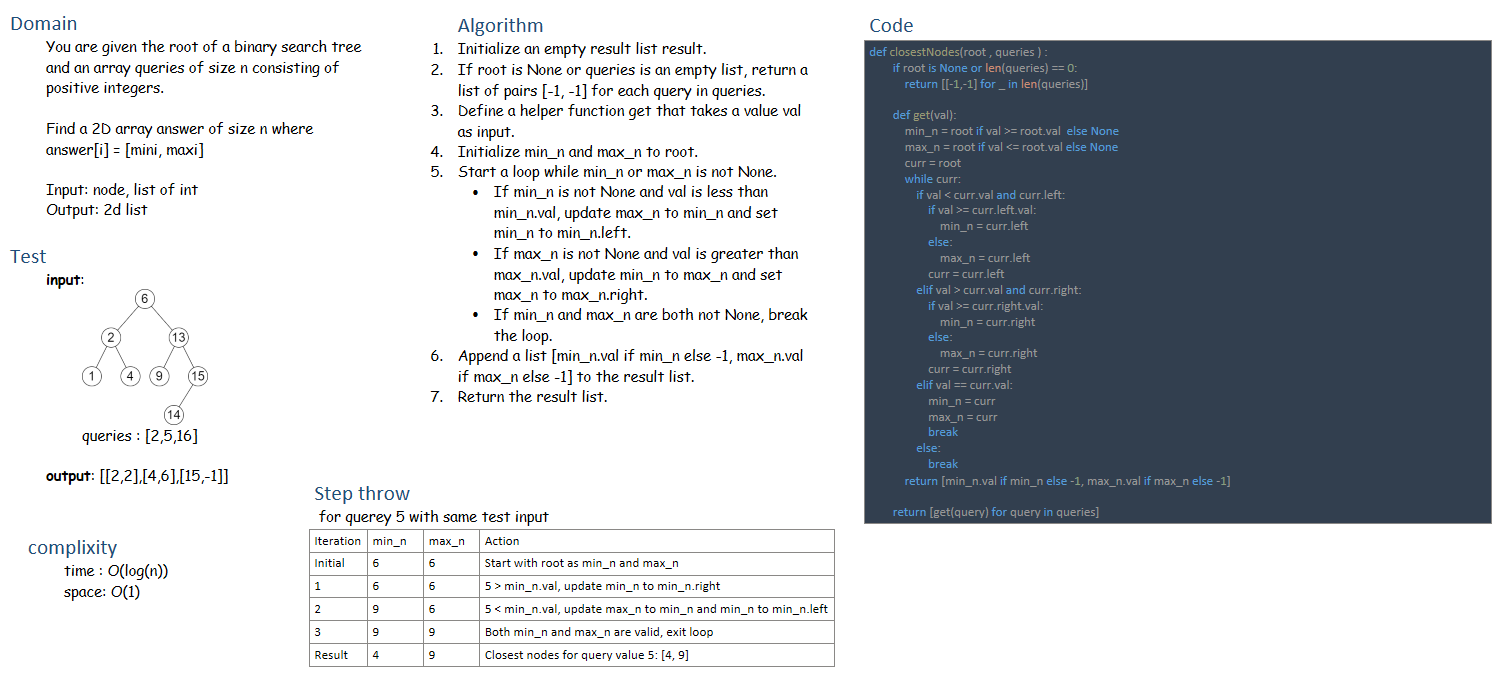 Domain
You are given the root of a binary search tree
and an array queries of size n consisting of
positive integers.
Find a 2D array answer of size n where
answer[i] = [mini, maxi]
Input: node, list of int
Output: 2d list
Test
input:
6
2 13
1 4 9 15
14
queries : [2,5,16]
output: [[2,2],[4,6],[15,-1]]
complixity
time : O(log(n))
space: O(1)
Algorithm
1. Initialize an empty result list result.
2. If root is None or queries is an empty list, return a
list of pairs [-1, -1] for each query in queries.
3. Define a helper function get that takes a value val
as input.
4. Initialize min_n and max_n to root.
5. Start a loop while min_n or max_n is not None.
• If min_n is not None and val is less than
min_n.val, update max_n to min_n and set
min_n to min_n.left.
• If max_n is not None and val is greater than
max_n.val, update min_n to max_n and set
max_n to max_n.right.
• If min_n and max_n are both not None, break
the loop.
6. Append a list [min_n.val if min_n else -1, max_n.val
if max_n else -1] to the result list.
7. Return the result list.
Step throw
for querey 5 with same test input
Iteration min_n max_n Action
Initial 6 6 Start with root as min_n and max_n
1 6 6 5 > min_n.val, update min_n to min_n.right
2 9 6 5 < min_n.val, update max_n to min_n and min_n to min_n.left
3 9 9 Both min_n and max_n are valid, exit loop
Result 4 9 Closest nodes for query value 5: [4, 9]
Code
def closestNodes(root , queries ) :
if root is None or len(queries) == 0:
return [[-1,-1] for _ in len(queries)]
def get(val):
min_n = root if val >= root.val else None
max_n = root if val <= root.val else None
curr = root
while curr:
if val < curr.val and curr.left:
if val >= curr.left.val:
min_n = curr.left
else:
max_n = curr.left
curr = curr.left
elif val > curr.val and curr.right:
if val >= curr.right.val:
min_n = curr.right
else:
max_n = curr.right
curr = curr.right
elif val == curr.val:
min_n = curr
max_n = curr
break
else:
break
return [min_n.val if min_n else -1, max_n.val if max_n else -1]
return [get(query) for query in queries]